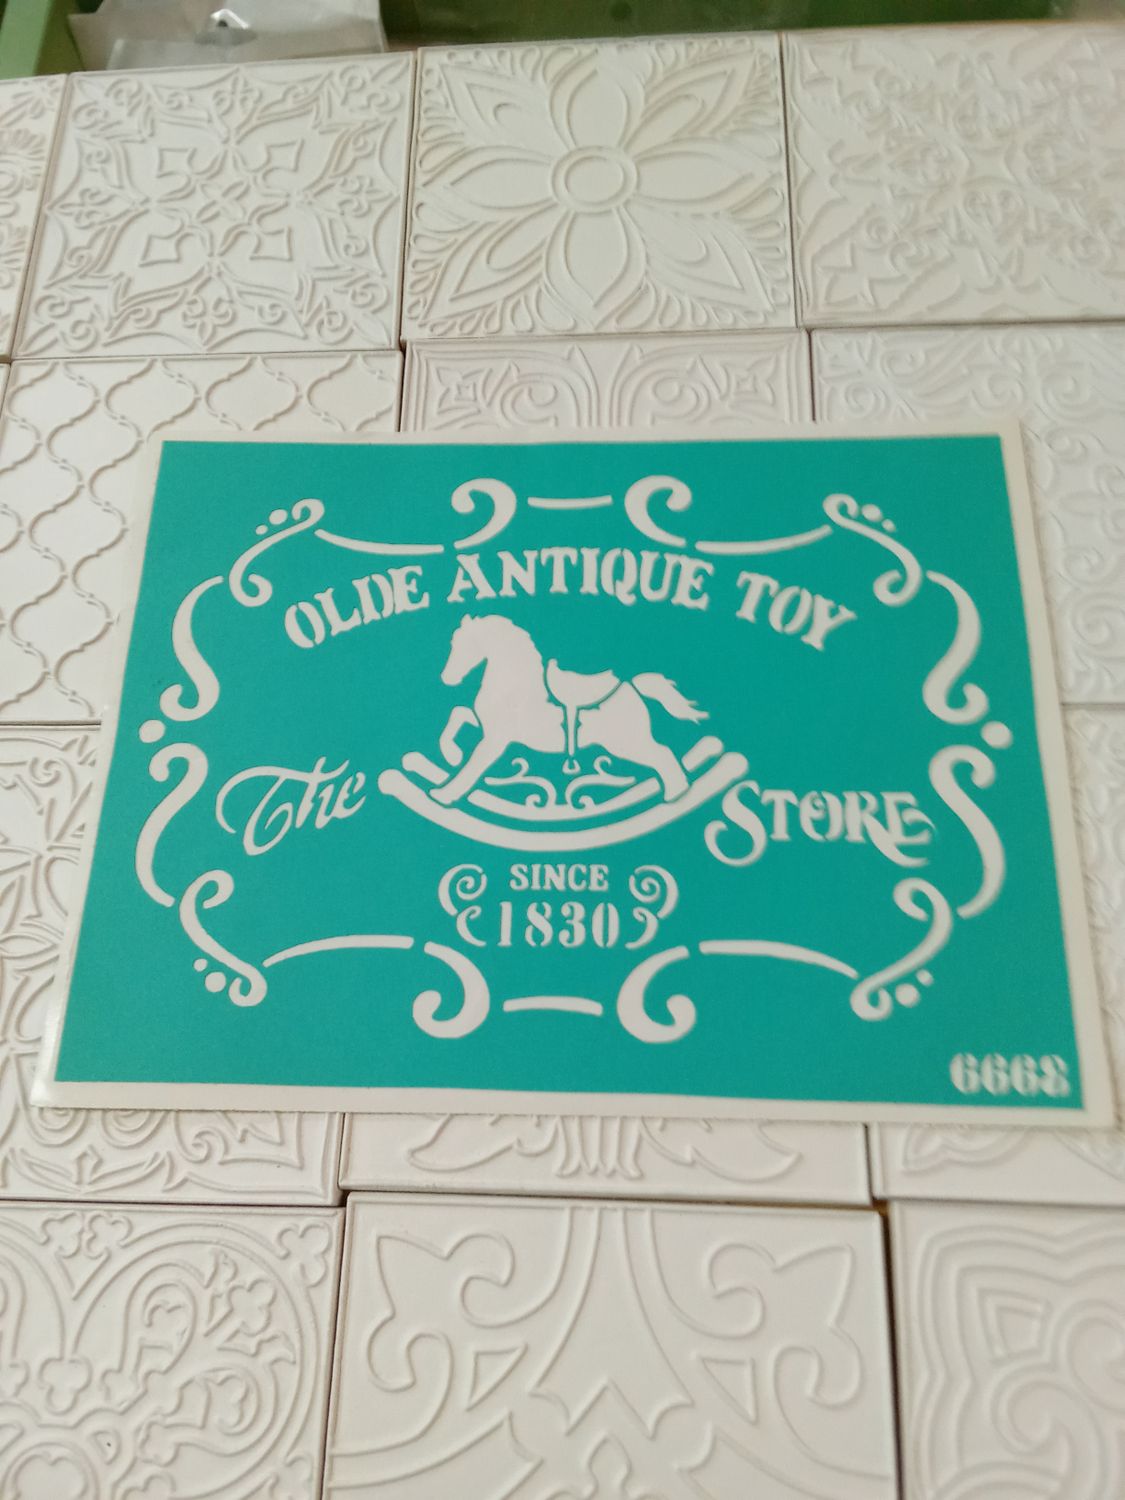 OLDE ANTIQUE TOY
The STORE
SINCE
1830
6668